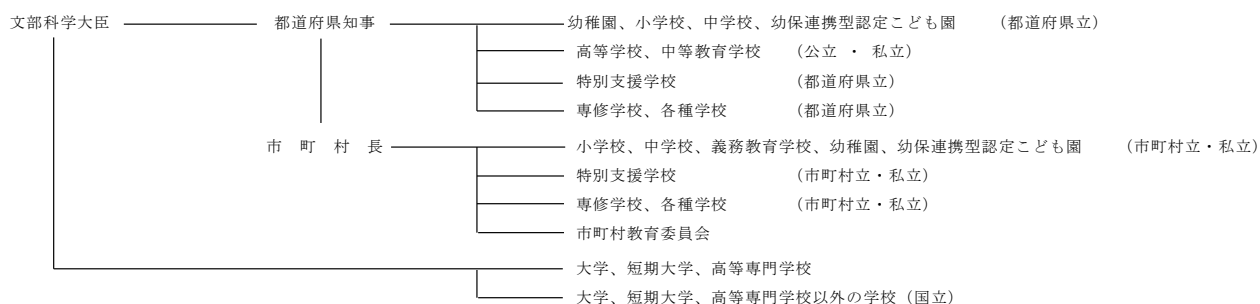 文部科学大臣 都道府県知事 幼稚園、小学校、中学校、幼保連携型認定こども園 (都道府県立)
高等学校、中等教育学校 (公立 ・ 私立)
特別支援学校 (都道府県立)
専修学校、各種学校 (都道府県立)
市 町 村 長 小学校、中学校、義務教育学校、幼稚園、幼保連携型認定こども園 (市町村立・私立)
特別支援学校 (市町村立・私立)
専修学校、各種学校 (市町村立・私立)
市町村教育委員会
大学、短期大学、高等専門学校
大学、短期大学、高等専門学校以外の学校 (国立)